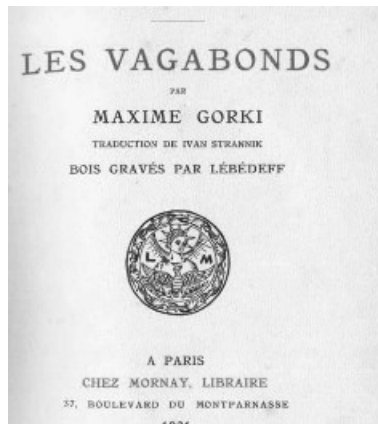 LES VAGABONDS
PAR
MAXIME GORKI
TRADUCTION DE IVAN STRANNIK
BOIS GRAVÉS PAR LÉBÉDEFF
L M
A PARIS
CHEZ MORNAY, LIBRAIRE
37, BOULEVARD DU MONTPARNASSE